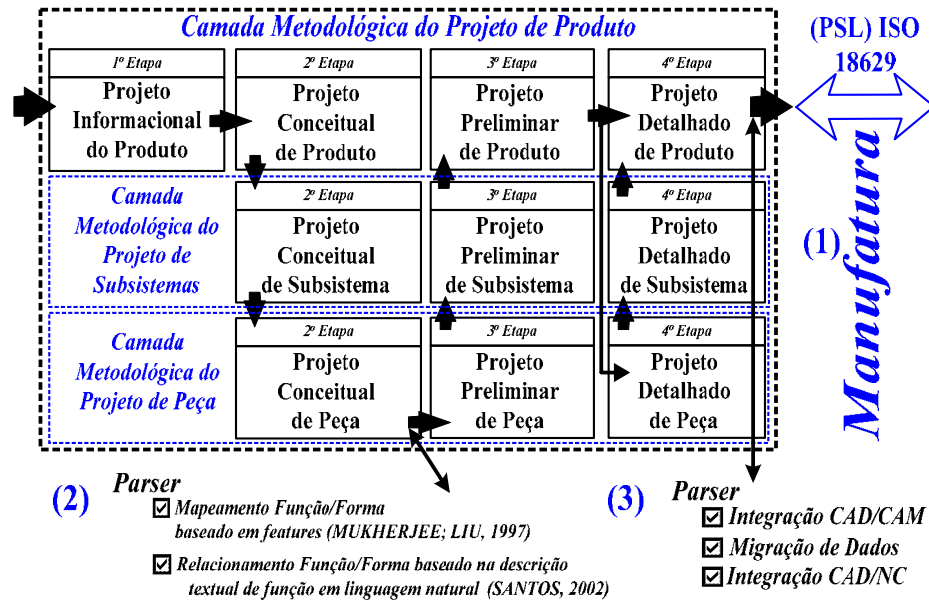 Camada Metodológica do Projeto de Produto
(PSL) ISO
18629
1ª Etapa
Projeto
Informacional
do Produto
2ª Etapa
Projeto
Conceitual
de Produto
3ª Etapa
Projeto
Preliminar
de Produto
4ª Etapa
Projeto
Detalhado
de Produto
Camada
Metodológica do
Projeto de
Subsistemas
2ª Etapa
Projeto
Conceitual
de Subsistema
3ª Etapa
Projeto
Preliminar
de Subsistema
4ª Etapa
Projeto
Detalhado
de Subsistema
(1)
Manufatura
Camada
Metodológica do
Projeto de Peça
2ª Etapa
Projeto
Conceitual
de Peça
3ª Etapa
Projeto
Preliminar
de Peça
4ª Etapa
Projeto
Detalhado
de Peça
(2)
Parser
Mapeamento Função/Forma
baseado em features (MUKHERJEE; LIU, 1997)
Relacionamento Função/Forma baseado na descrição
textual de função em linguagem natural (SANTOS, 2002)
(3)
Parser
Integração CAD/CAM
Migração de Dados
Integração CAD/NC